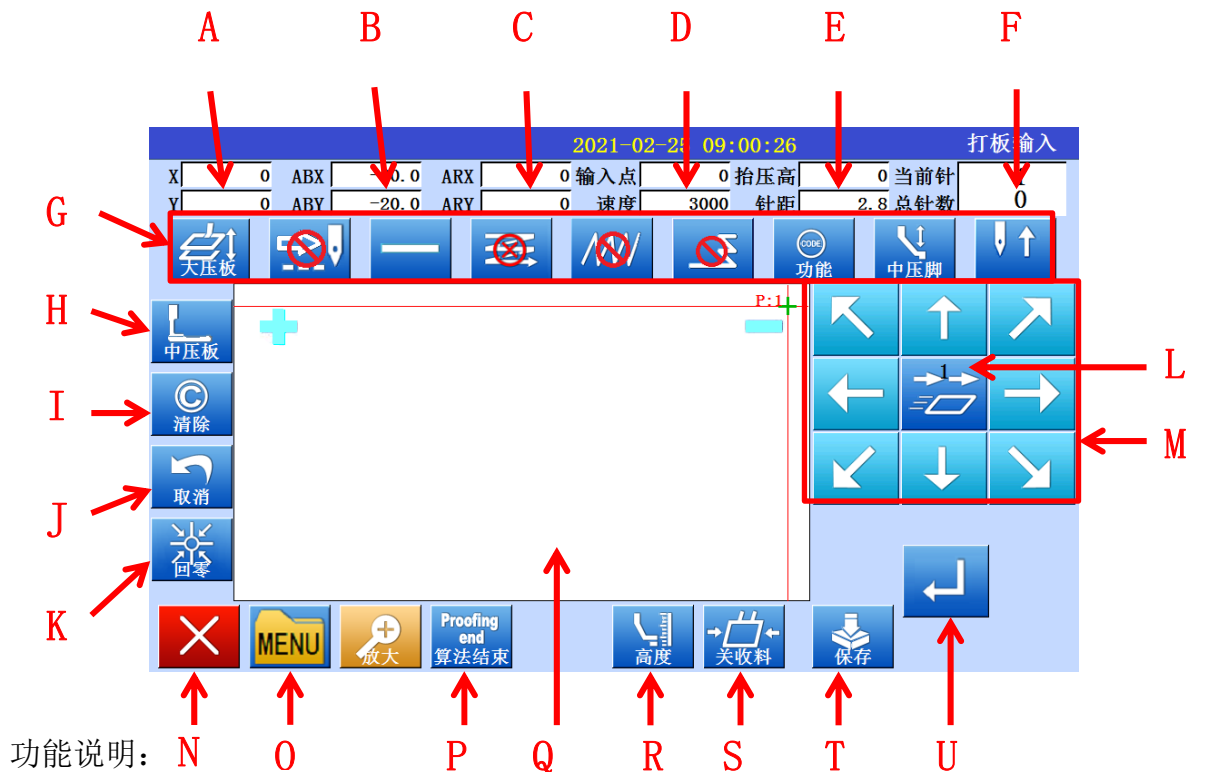 A B C D E F
2021-02-25 09:00:26 打板输入
X 0 ABX 0.0 ARX 0 输入点 0 抬压高 0 当前针
Y 0 ABY -20.0 ARY 0 速度 3000 针距 2.8 总针数 0
G
大压板 CODE 功能 中压脚
P:1
H
中压板
1
L
I
清除
M
J
取消
K
回零
MENU 放大 Proofing end 算法结束 高度 关收料 保存
功能说明: N O P Q R S T U